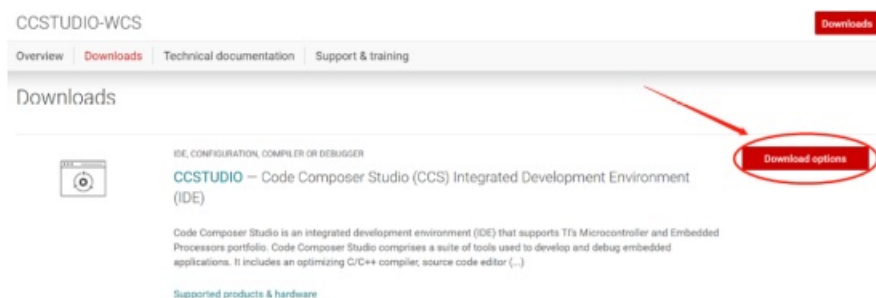 CCSTUDIO-WCS
Downloads
Overview Downloads Technical documentation Support & training
Downloads
IDE, CONFIGURATION, COMPILER OR DEBUGGER
Download options
CCSTUDIO — Code Composer Studio (CCS) Integrated Development Environment
(IDE)
Code Composer Studio is an integrated development environment (IDE) that supports TI's Microcontroller and Embedded
Processors portfolio. Code Composer Studio comprises a suite of tools used to develop and debug embedded
applications. It includes an optimizing C/C++ compiler, source code editor (...)
Supported products & hardware